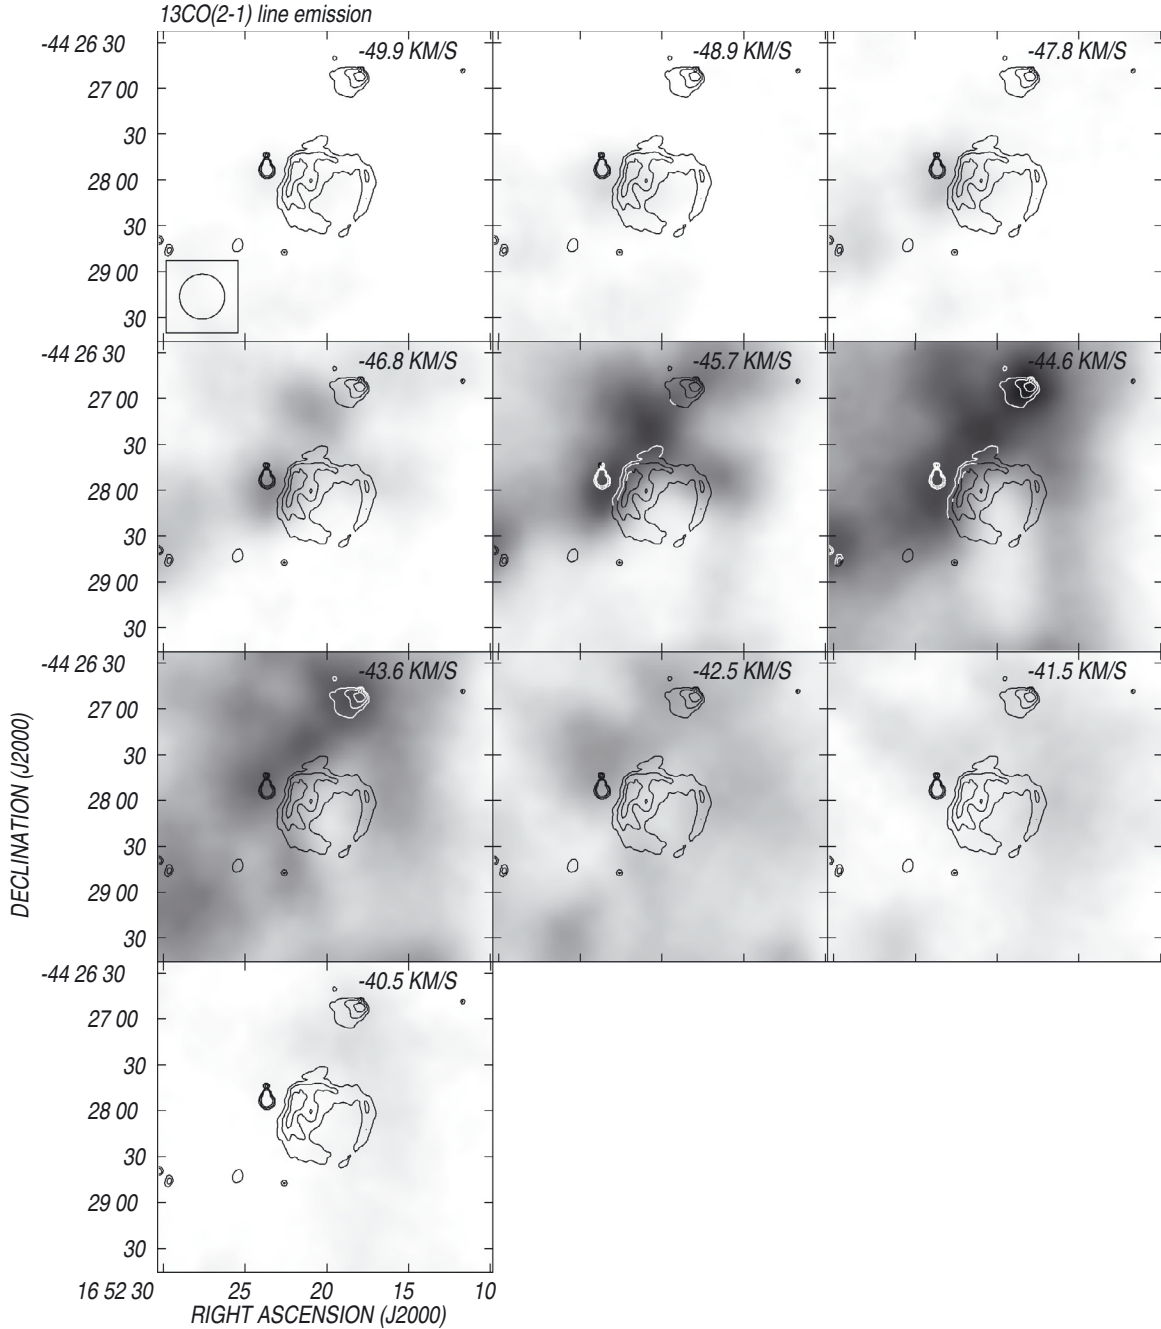 13CO(2-1) line emission
-44 26 30
-49.9 KM/S
-48.9 KM/S
-47.8 KM/S
27 00
30
28 00
30
29 00
30
-44 26 30
-46.8 KM/S
-45.7 KM/S
-44.6 KM/S
27 00
30
28 00
30
29 00
30
-44 26 30
-43.6 KM/S
-42.5 KM/S
-41.5 KM/S
27 00
30
28 00
30
29 00
30
DECLINATION (J2000)
-44 26 30
-40.5 KM/S
27 00
30
28 00
30
29 00
30
16 52 30 25 20 15 10
RIGHT ASCENSION (J2000)